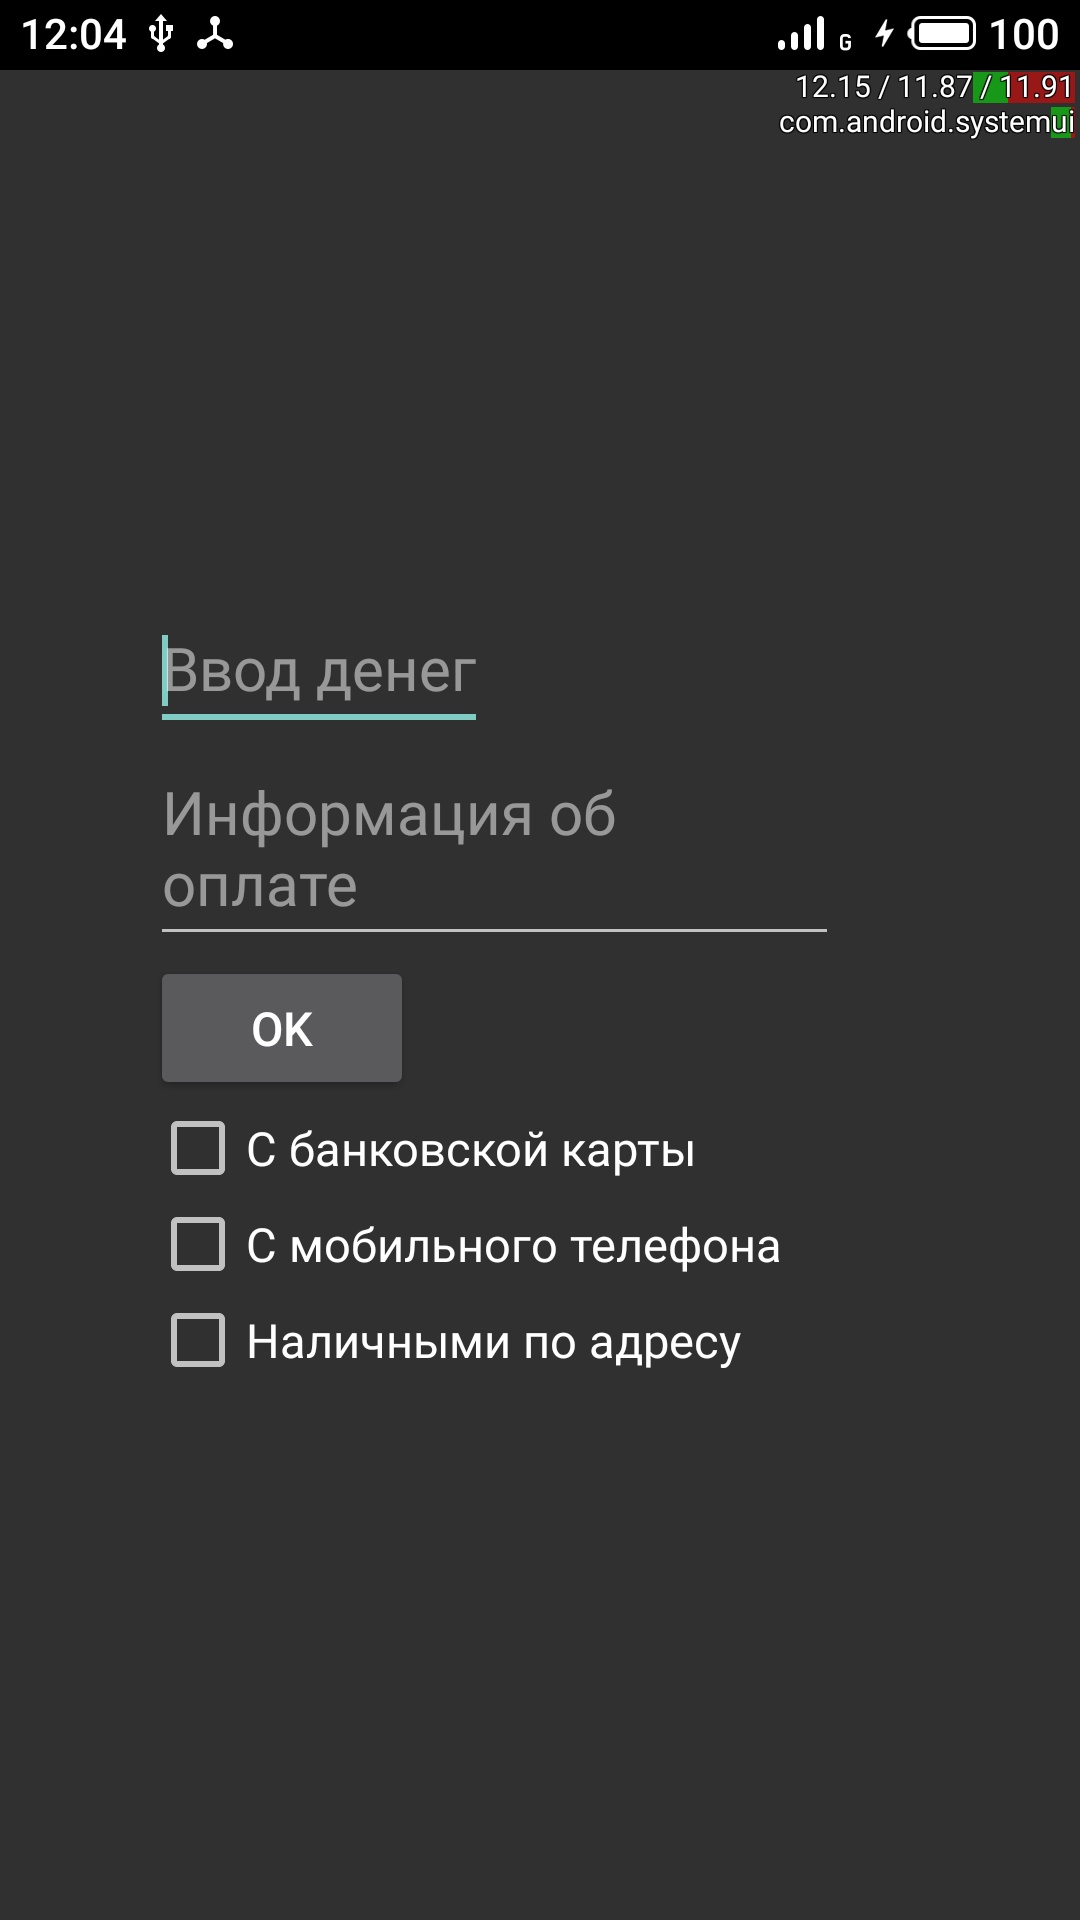 12:04
G
100
12.15 / 11.87 / 11.91
com.android.systemui
Ввод денег
Информация об
оплате
ОК
С банковской карты
С мобильного телефона
Наличными по адресу